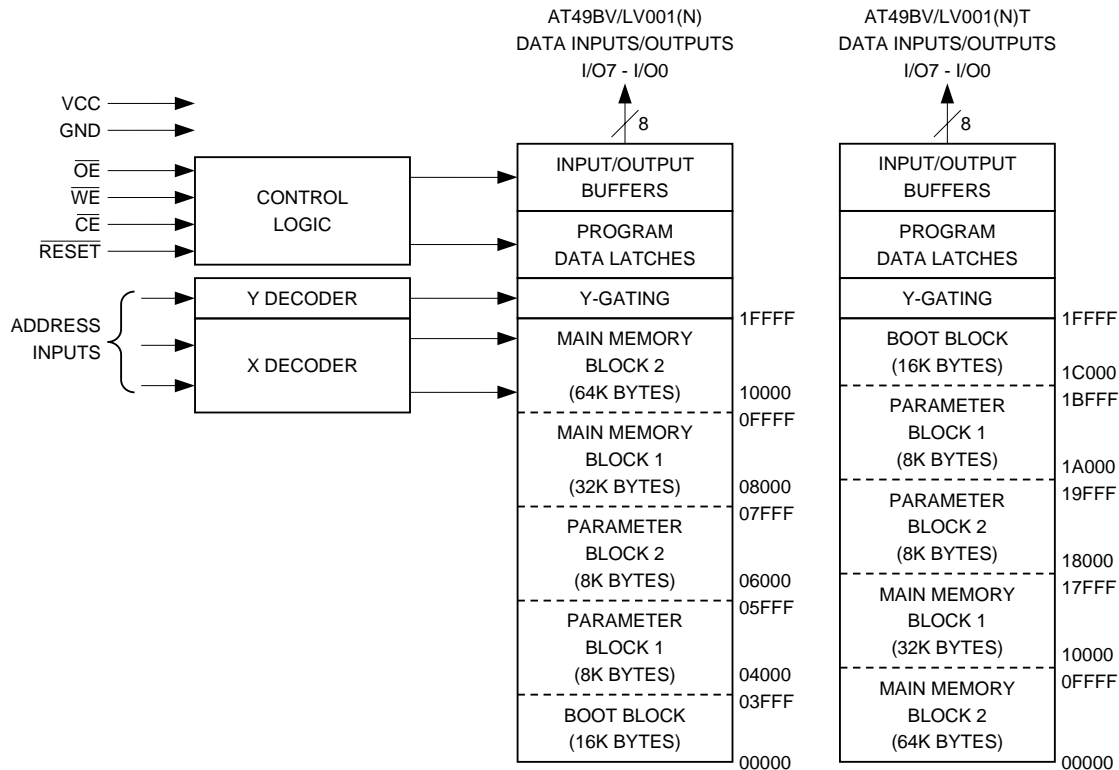 AT49BV/LV001(N)
DATA INPUTS/OUTPUTS
I/O7 - I/O0
8
AT49BV/LV001(N)T
DATA INPUTS/OUTPUTS
I/O7 - I/O0
8
VCC
GND
OE
WE
CE
RESET
CONTROL
LOGIC
ADDRESS
INPUTS
Y DECODER
X DECODER
INPUT/OUTPUT
BUFFERS
PROGRAM
DATA LATCHES
Y-GATING
1FFFF
MAIN MEMORY
BLOCK 2
(64K BYTES)
10000
0FFFF
MAIN MEMORY
BLOCK 1
(32K BYTES)
08000
07FFF
PARAMETER
BLOCK 2
(8K BYTES)
06000
05FFF
PARAMETER
BLOCK 1
(8K BYTES)
04000
03FFF
BOOT BLOCK
(16K BYTES)
00000
INPUT/OUTPUT
BUFFERS
PROGRAM
DATA LATCHES
Y-GATING
1FFFF
BOOT BLOCK
(16K BYTES)
1C000
1BFFF
PARAMETER
BLOCK 1
(8K BYTES)
1A000
19FFF
PARAMETER
BLOCK 2
(8K BYTES)
18000
17FFF
MAIN MEMORY
BLOCK 1
(32K BYTES)
10000
0FFFF
MAIN MEMORY
BLOCK 2
(64K BYTES)
00000